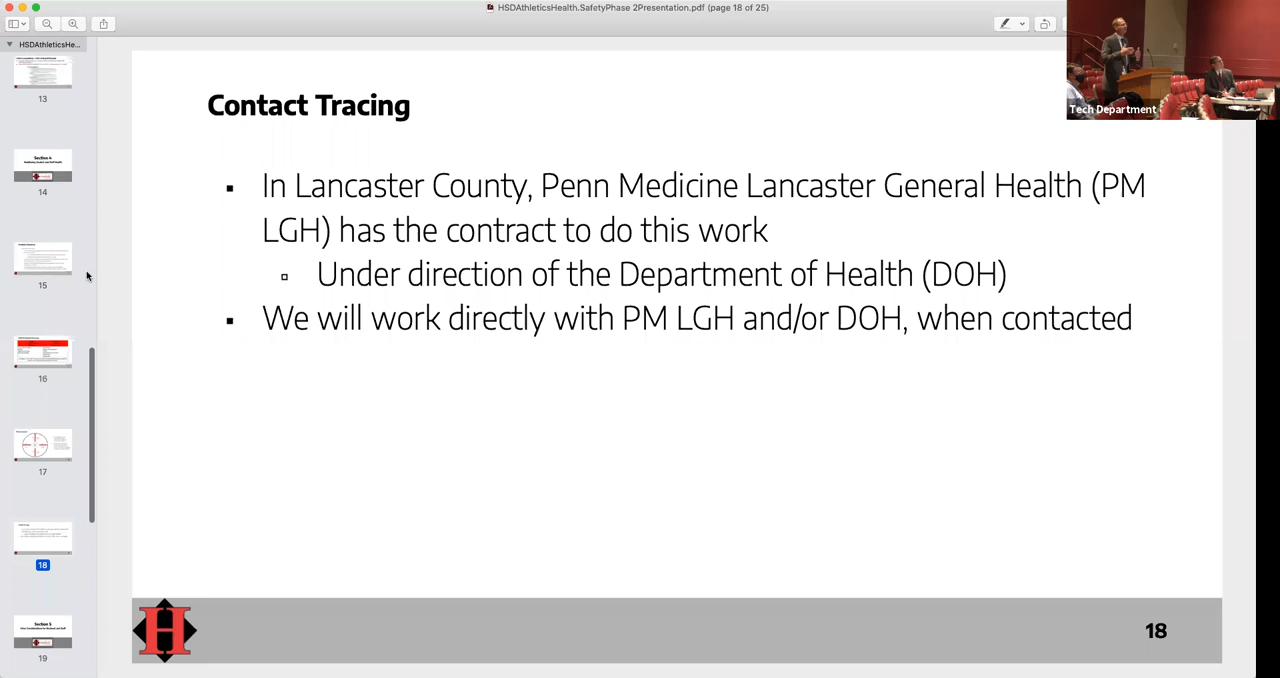 HSDAthleticsHealth.SafetyPhase 2Presentation.pdf (page 18 of 25)
HSDAthleticsHe...
13
Section 4
14
15
16
17
18
Section 5
19
Tech Department
Contact Tracing
▪ In Lancaster County, Penn Medicine Lancaster General Health (PM
LGH) has the contract to do this work
▫ Under direction of the Department of Health (DOH)
▪ We will work directly with PM LGH and/or DOH, when contacted
H
18